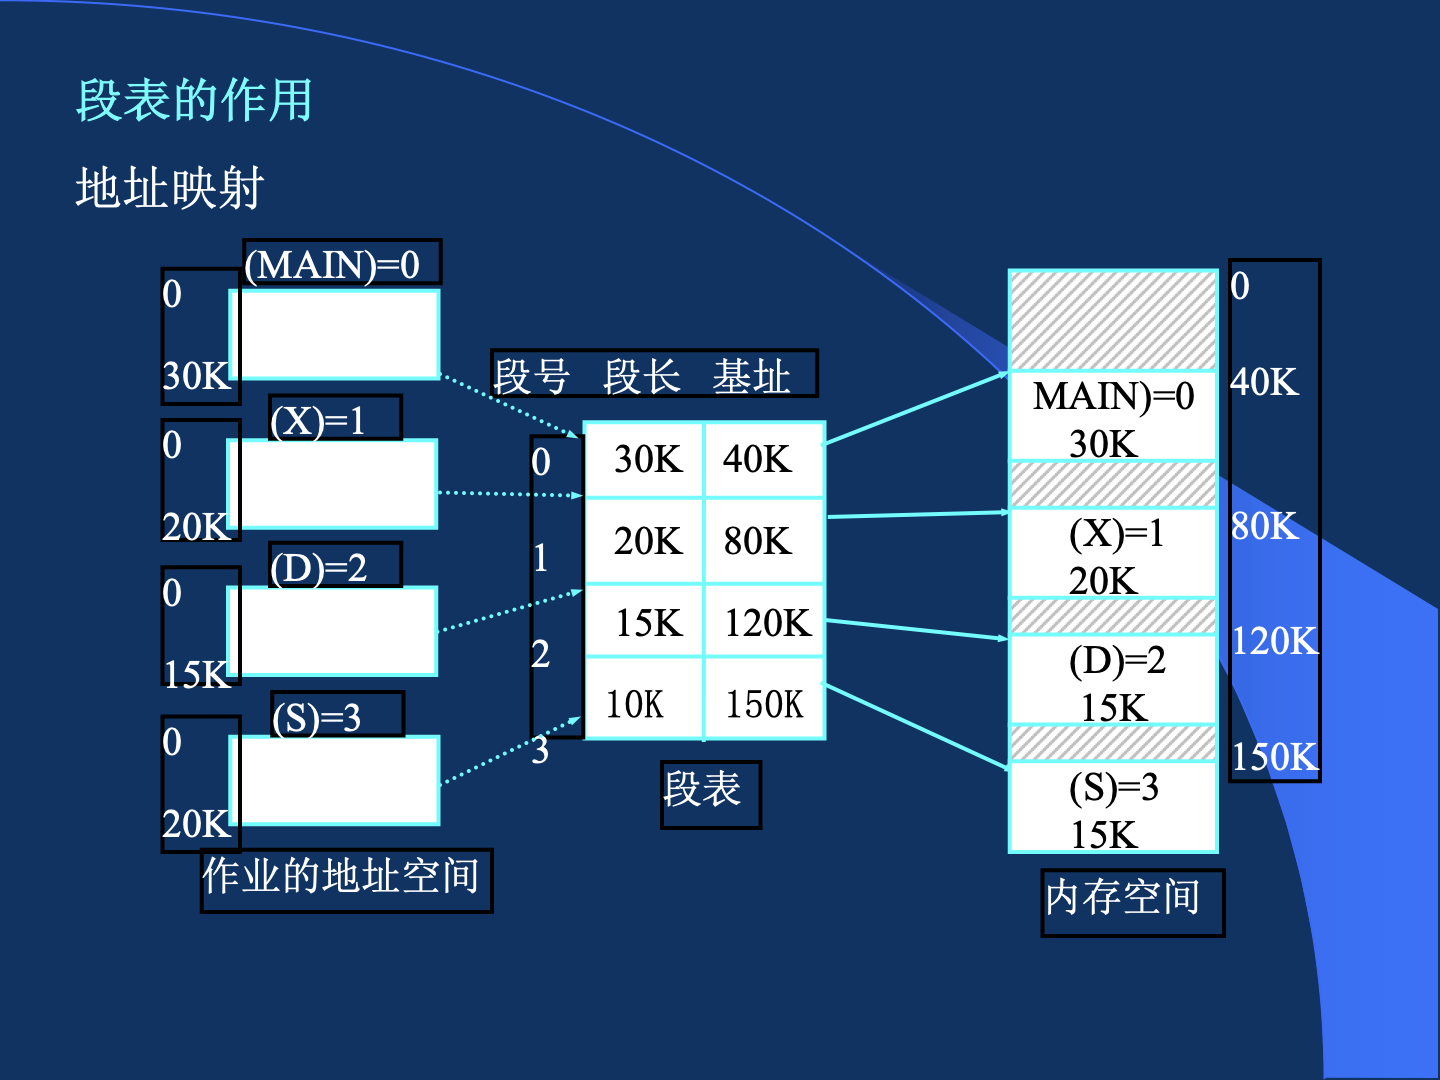 段表的作用
地址映射
(MAIN)=0
0
30K
(X)=1
0
20K
(D)=2
0
15K
(S)=3
0
20K
作业的地址空间
段号 段长 基址
0 30K 40K
1 20K 80K
2 15K 120K
3 10K 150K
段表
0
40K
MAIN)=0
30K
80K
(X)=1
20K
120K
(D)=2
15K
150K
(S)=3
15K
内存空间